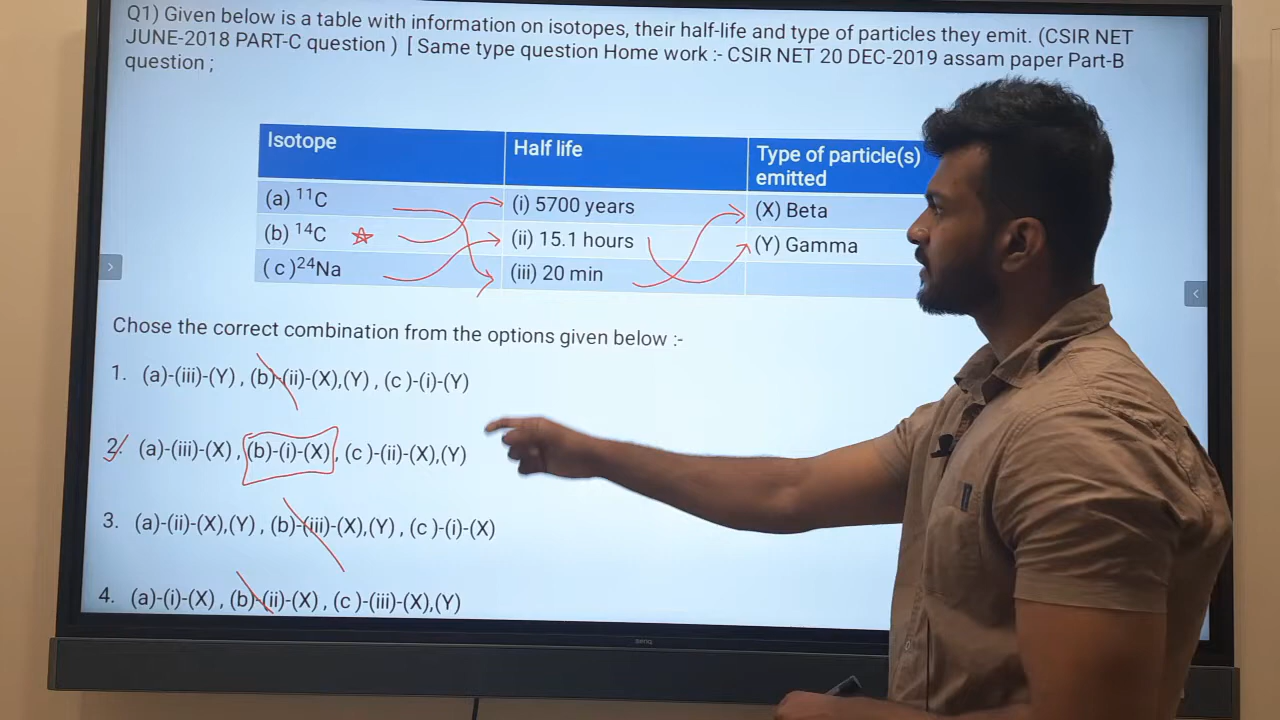 Q1) Given below is a table with information on isotopes, their half-life and type of particles they emit. (CSIR NET
JUNE-2018 PART-C question ) [ Same type question Home work :- CSIR NET 20 DEC-2019 assam paper Part-B
question ;
Isotope Half life Type of particle(s)
emitted
(a) ¹¹C (i) 5700 years (X) Beta
(b) ¹⁴C (ii) 15.1 hours (Y) Gamma
( c )²⁴Na (iii) 20 min
Chose the correct combination from the options given below :-
1. (a)-(iii)-(Y) , (b)-(ii)-(X),(Y) , (c )-(i)-(Y)
2. (a)-(iii)-(X) , (b)-(i)-(X) , (c )-(ii)-(X),(Y)
3. (a)-(ii)-(X),(Y) , (b)-(iii)-(X),(Y) , (c )-(i)-(X)
4. (a)-(i)-(X) , (b)-(ii)-(X) , (c )-(iii)-(X),(Y)
BenQ